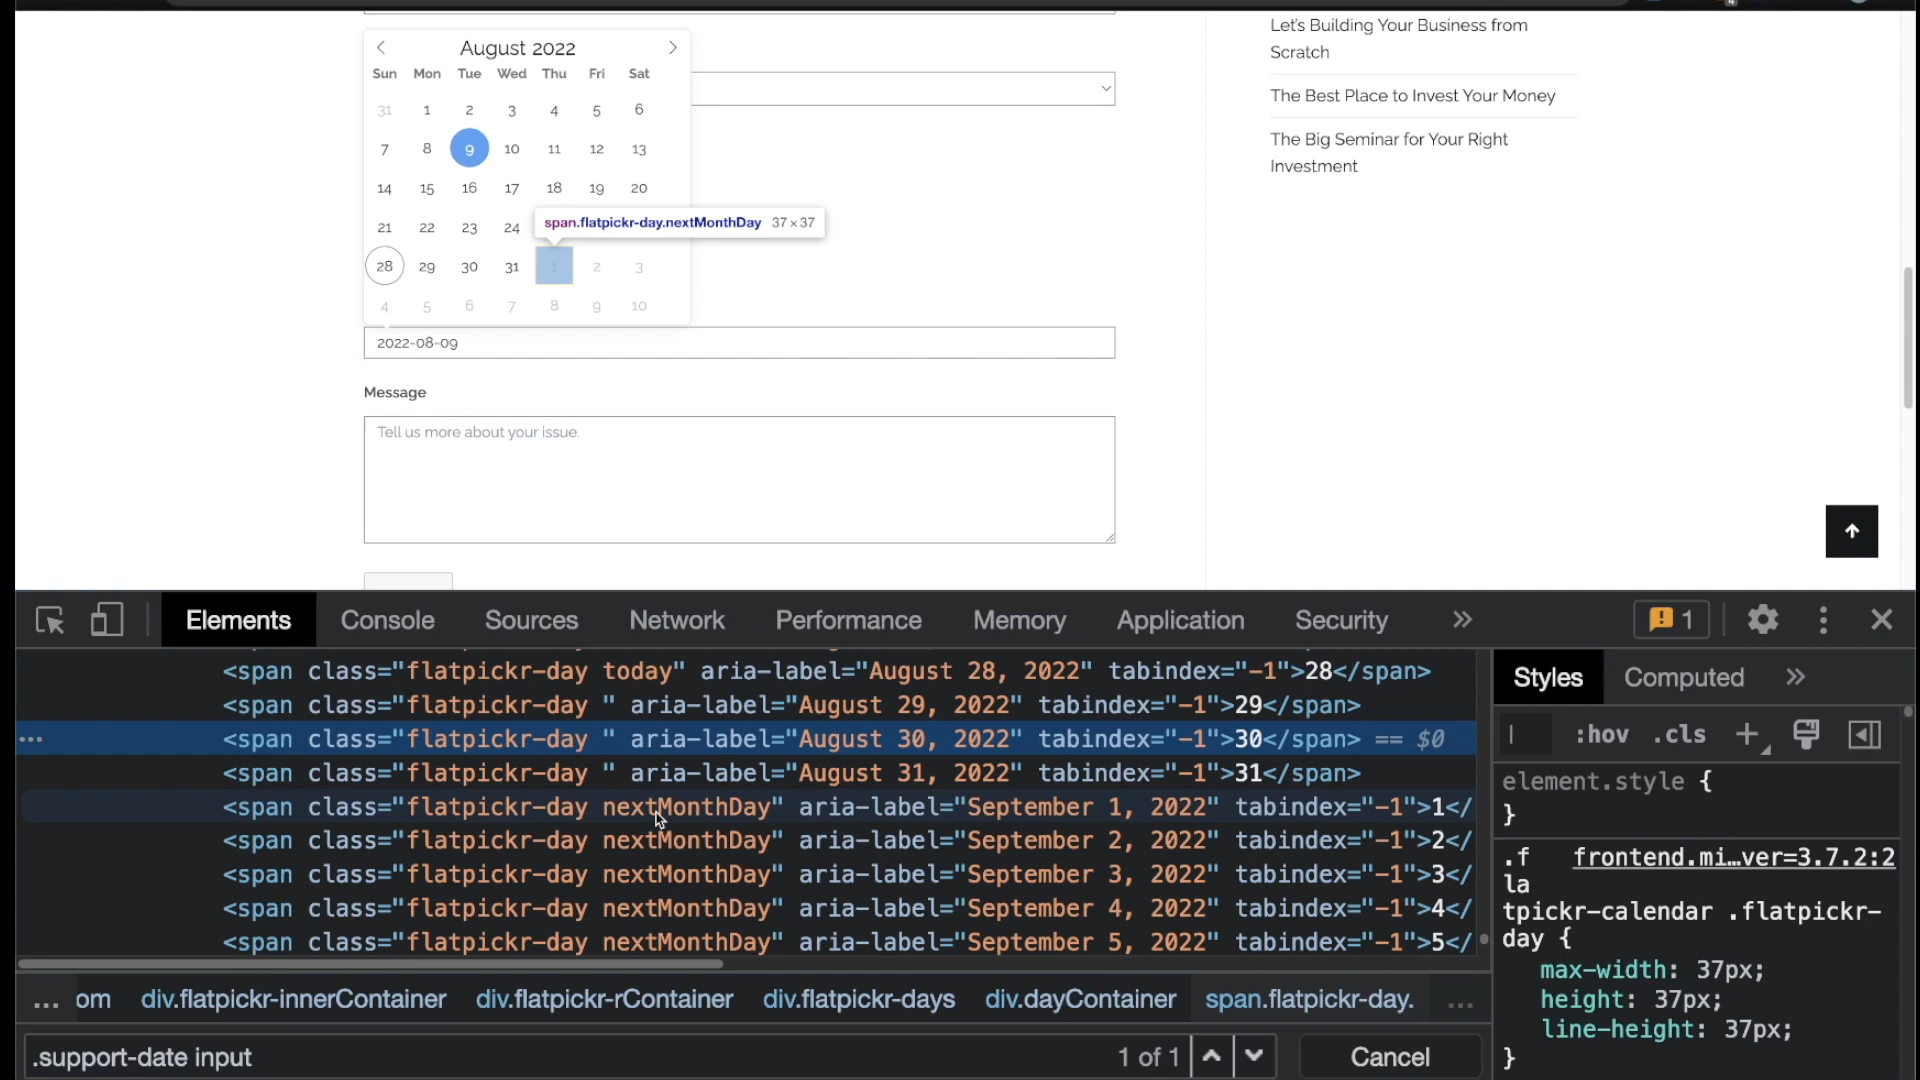 August 2022
Sun Mon Tue Wed Thu Fri Sat
31 1 2 3 4 5 6
7 8 9 10 11 12 13
14 15 16 17 18 19 20
21 22 23 24
span.flatpickr-day.nextMonthDay 37 × 37
28 29 30 31 1 2 3
4 5 6 7 8 9 10
2022-08-09
Message
Tell us more about your issue.
Let's Building Your Business from
Scratch
The Best Place to Invest Your Money
The Big Seminar for Your Right
Investment
Elements Console Sources Network Performance Memory Application Security » 1
<span class="flatpickr-day today" aria-label="August 28, 2022" tabindex="-1">28</span>
<span class="flatpickr-day " aria-label="August 29, 2022" tabindex="-1">29</span>
... <span class="flatpickr-day " aria-label="August 30, 2022" tabindex="-1">30</span> == $0
<span class="flatpickr-day " aria-label="August 31, 2022" tabindex="-1">31</span>
<span class="flatpickr-day nextMonthDay" aria-label="September 1, 2022" tabindex="-1">1</
<span class="flatpickr-day nextMonthDay" aria-label="September 2, 2022" tabindex="-1">2</
<span class="flatpickr-day nextMonthDay" aria-label="September 3, 2022" tabindex="-1">3</
<span class="flatpickr-day nextMonthDay" aria-label="September 4, 2022" tabindex="-1">4</
<span class="flatpickr-day nextMonthDay" aria-label="September 5, 2022" tabindex="-1">5</
... om div.flatpickr-innerContainer div.flatpickr-rContainer div.flatpickr-days div.dayContainer span.flatpickr-day. ...
.support-date input 1 of 1 Cancel
Styles Computed »
:hov .cls +
element.style {
}
.f frontend.mi…ver=3.7.2:2
la
tpickr-calendar .flatpickr-
day {
max-width: 37px;
height: 37px;
line-height: 37px;
}